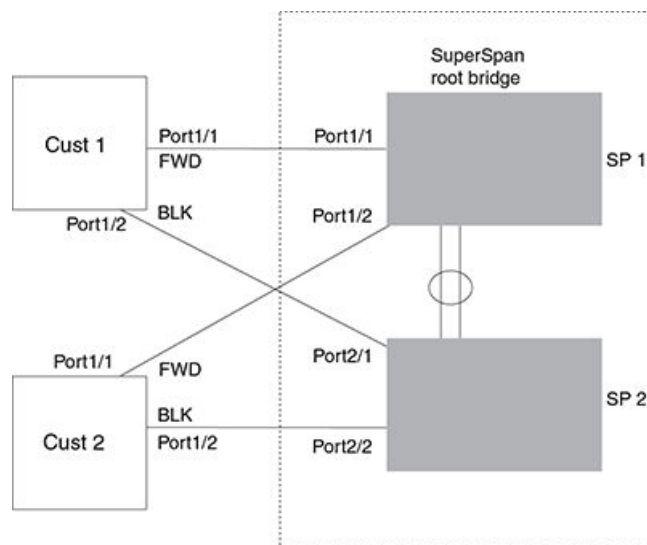 SuperSpan
root bridge
Cust 1
Port1/1
FWD
Port1/1
SP 1
Port1/2
BLK
Port1/2
Port1/1
FWD
Port2/1
SP 2
Cust 2
BLK
Port1/2
Port2/2